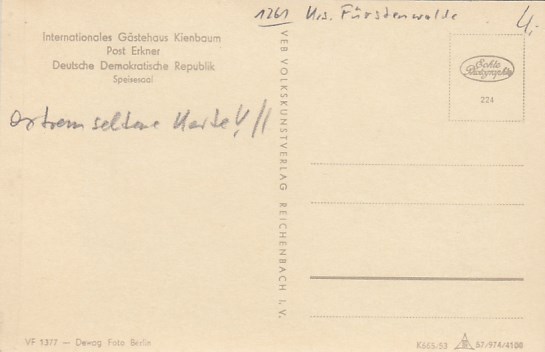 1261 Krs. Fürstenwalde
4,-
Internationales Gästehaus Kienbaum
Post Erkner
Deutsche Demokratische Republik
Speisesaal
extrem seltene Karte!//
VEB VOLKSKUNSTVERLAG REICHENBACH I. V.
Echte
Photographie
224
VF 1377 — Dewag Foto Berlin
K665/53
57/974/4100